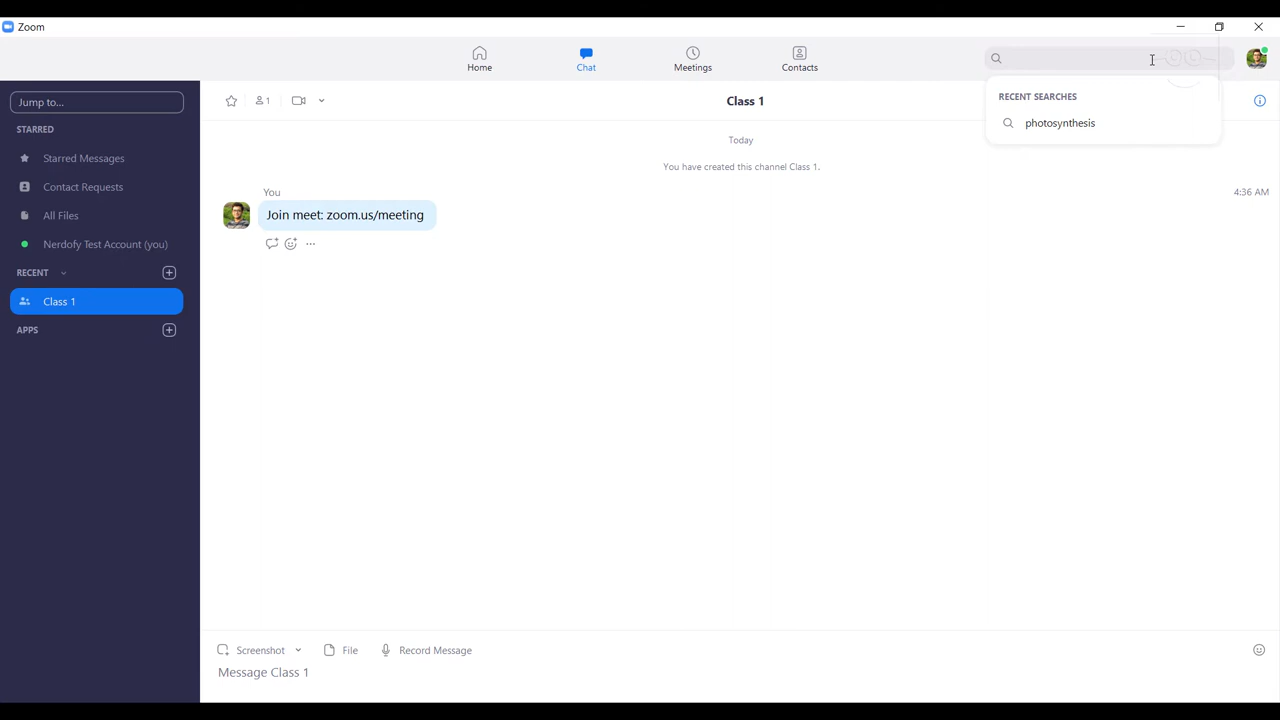 Zoom
Home
Chat
Meetings
Contacts
Jump to...
Class 1
1
RECENT SEARCHES
photosynthesis
STARRED
Starred Messages
Contact Requests
All Files
Nerdofy Test Account (you)
RECENT
Class 1
APPS
Today
You have created this channel Class 1.
You
4:36 AM
Join meet: zoom.us/meeting
Screenshot
File
Record Message
Message Class 1